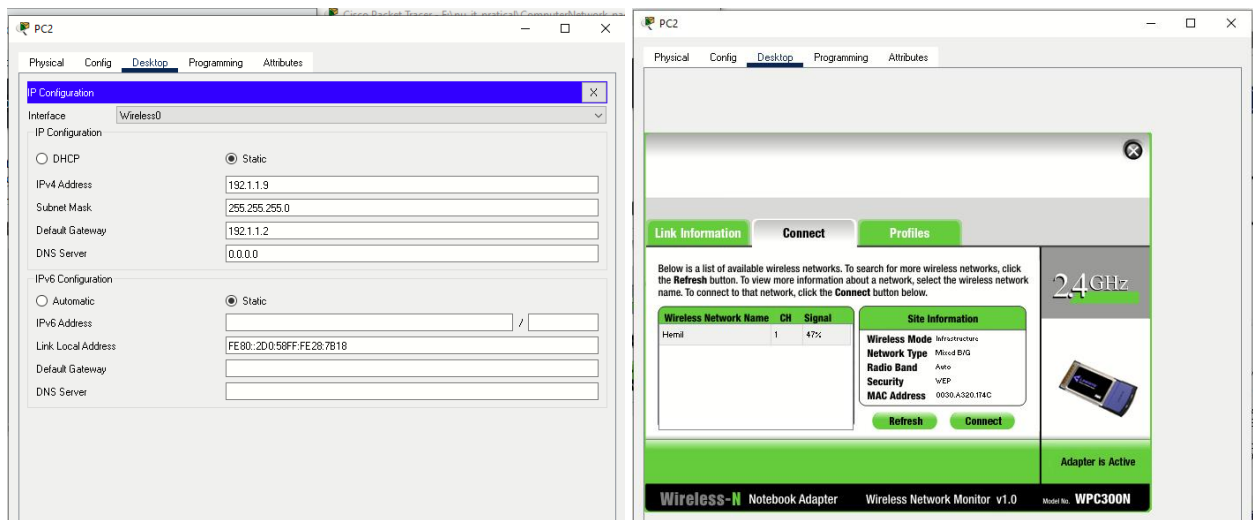 Cisco Packet Tracer
PC2
Physical Config Desktop Programming Attributes
IP Configuration X
Interface Wireless0
IP Configuration
DHCP Static
IPv4 Address 192.1.1.9
Subnet Mask 255.255.255.0
Default Gateway 192.1.1.2
DNS Server 0.0.0.0
IPv6 Configuration
Automatic Static
IPv6 Address /
Link Local Address FE80::2D0:58FF:FE28:7B18
Default Gateway
DNS Server
PC2
Physical Config Desktop Programming Attributes
Link Information Connect Profiles
Below is a list of available wireless networks. To search for more wireless networks, click
the Refresh button. To view more information about a network, select the wireless network
name. To connect to that network, click the Connect button below.
2.4GHz
Wireless Network Name CH Signal
Hemil 1 47%
Site Information
Wireless Mode Infrastructure
Network Type Mixed B/G
Radio Band Auto
Security WEP
MAC Address 0030.A320.174C
Refresh Connect
Adapter is Active
Wireless-N Notebook Adapter Wireless Network Monitor v1.0 Model No. WPC300N